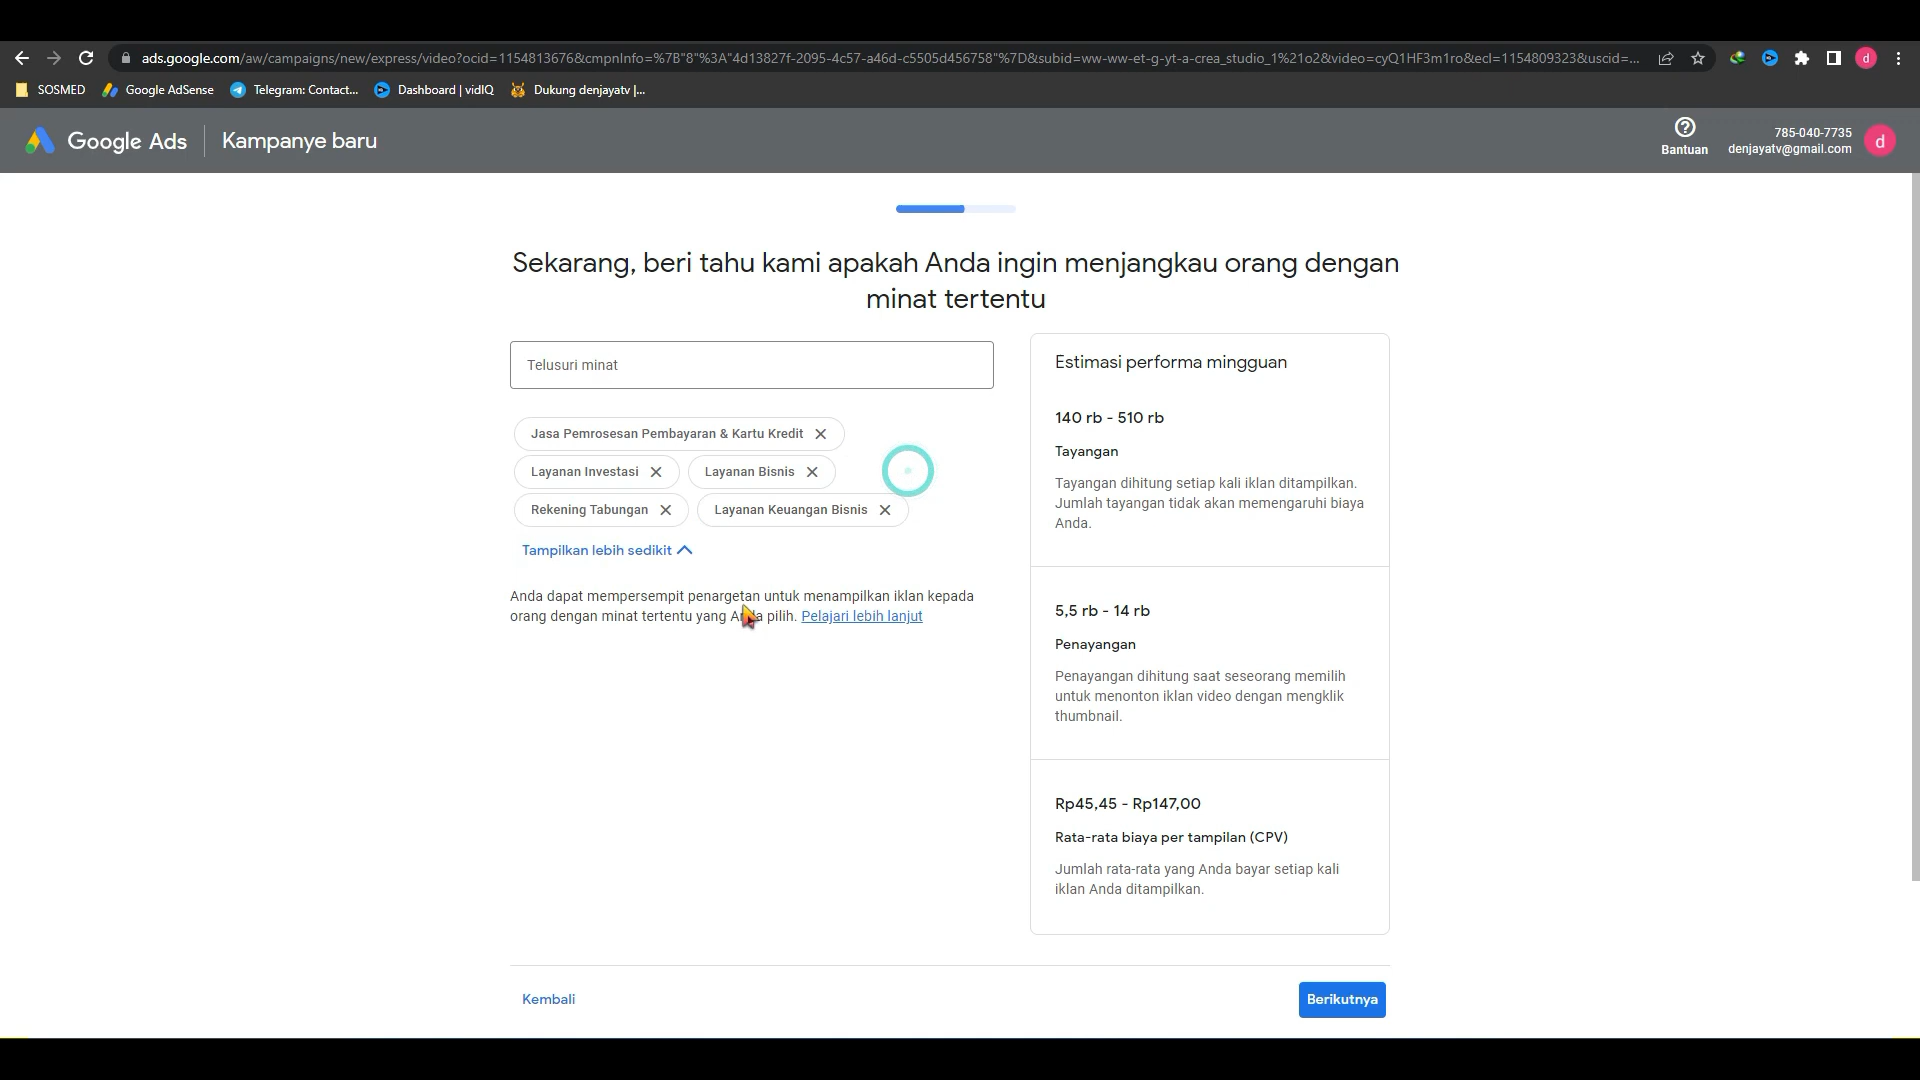 ads.google.com/aw/campaigns/new/express/video?ocid=1154813676&cmpnInfo=%7B"8"%3A"4d13827f-2095-4c57-a46d-c5505d456758"%7D&subid=ww-ww-et-g-yt-a-crea_studio_1%21o2&video=cyQ1HF3m1ro&ecl=1154809323&uscid=...
d
SOSMED
Google AdSense
Telegram: Contact...
Dashboard | vidIQ
Dukung denjayatv |...
Google Ads
Kampanye baru
Bantuan
785-040-7735
denjayatv@gmail.com
d
Sekarang, beri tahu kami apakah Anda ingin menjangkau orang dengan
minat tertentu
Telusuri minat
Jasa Pemrosesan Pembayaran & Kartu Kredit
Layanan Investasi
Layanan Bisnis
Rekening Tabungan
Layanan Keuangan Bisnis
Tampilkan lebih sedikit
Anda dapat mempersempit penargetan untuk menampilkan iklan kepada
orang dengan minat tertentu yang Anda pilih. Pelajari lebih lanjut
Estimasi performa mingguan
140 rb - 510 rb
Tayangan
Tayangan dihitung setiap kali iklan ditampilkan.
Jumlah tayangan tidak akan memengaruhi biaya
Anda.
5,5 rb - 14 rb
Penayangan
Penayangan dihitung saat seseorang memilih
untuk menonton iklan video dengan mengklik
thumbnail.
Rp45,45 - Rp147,00
Rata-rata biaya per tampilan (CPV)
Jumlah rata-rata yang Anda bayar setiap kali
iklan Anda ditampilkan.
Kembali
Berikutnya